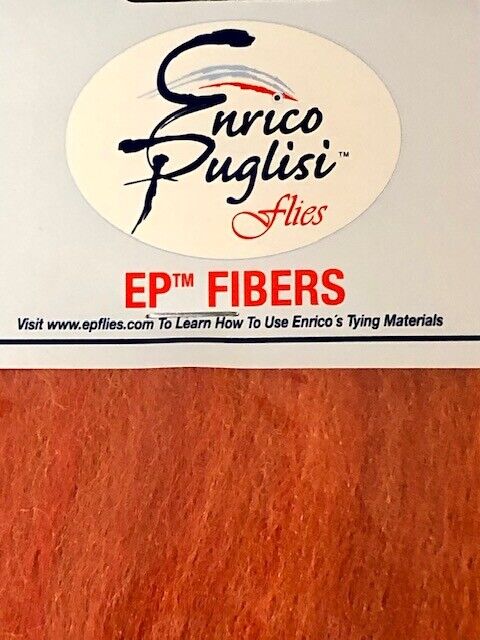 Enrico
Puglisi™
Flies
EP™ FIBERS
Visit www.epflies.com To Learn How To Use Enrico´s Tying Materials